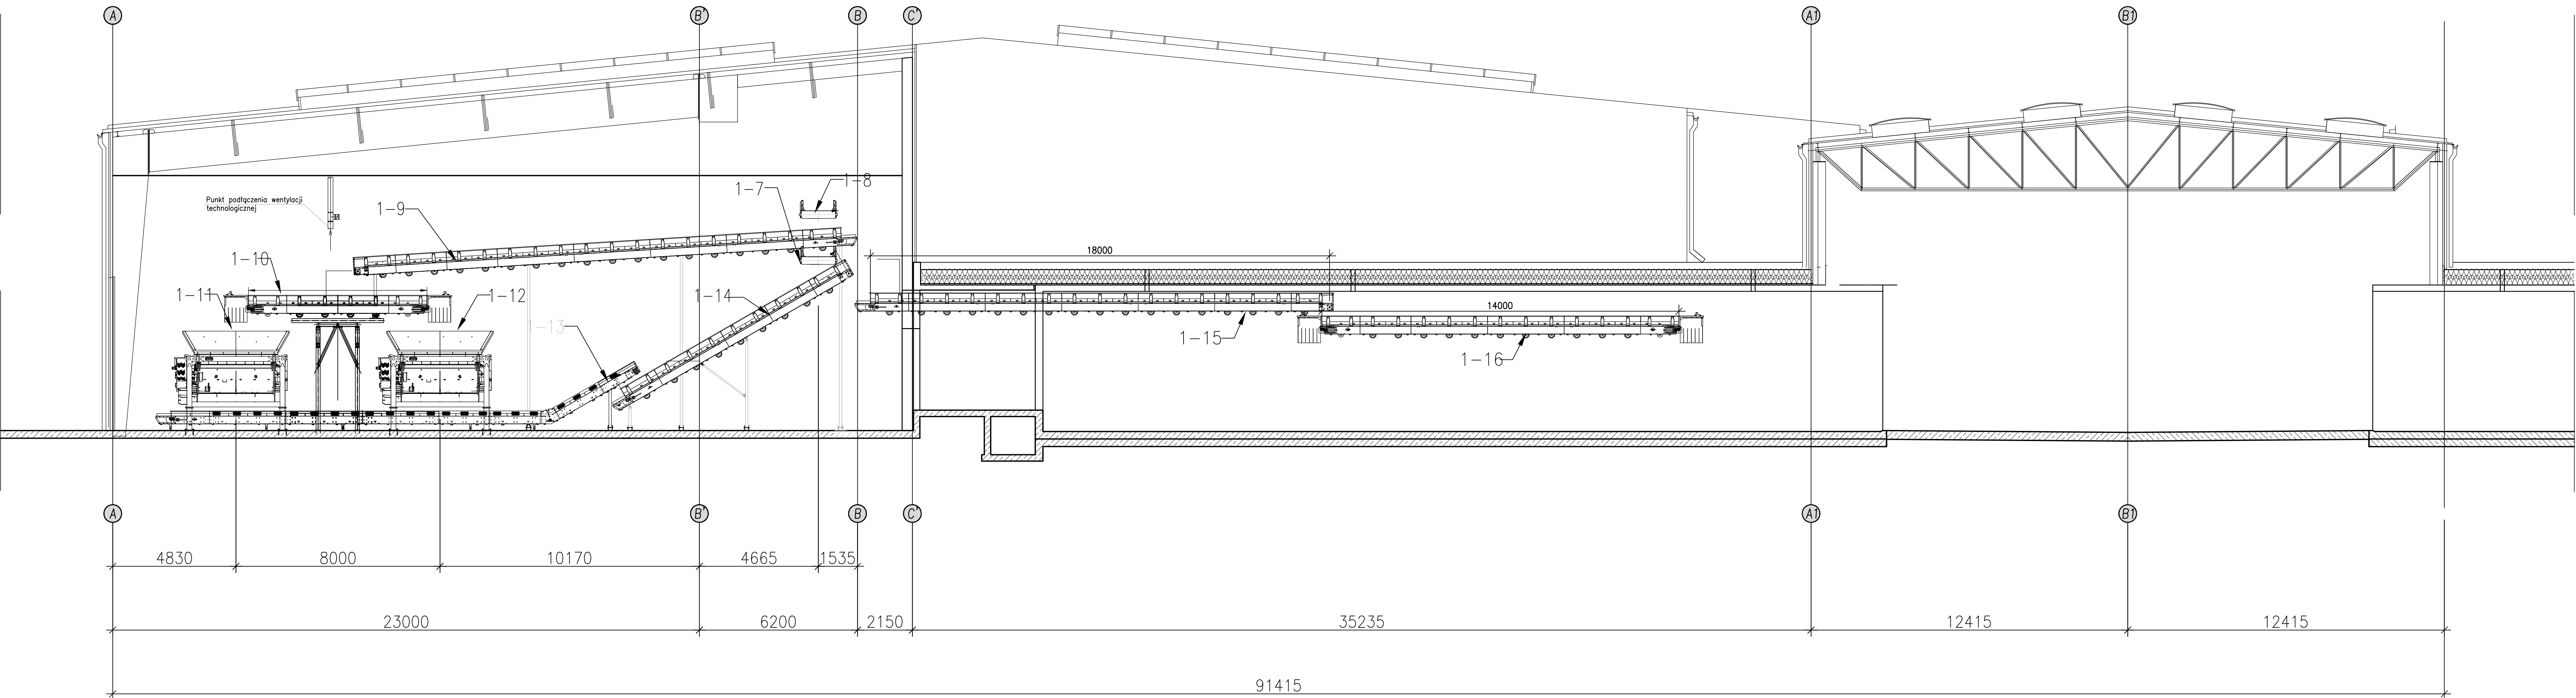 A
B'
B
C'
A1
B1
1-8
1-7
Punkt podłączenia wentylacji
technologicznej
1-9
18000
1-10
1-11
1-12
1-14
14000
1-13
1-15
1-16
A
B'
B
C'
A1
B1
4830
8000
10170
4665
1535
23000
6200
2150
35235
12415
12415
91415